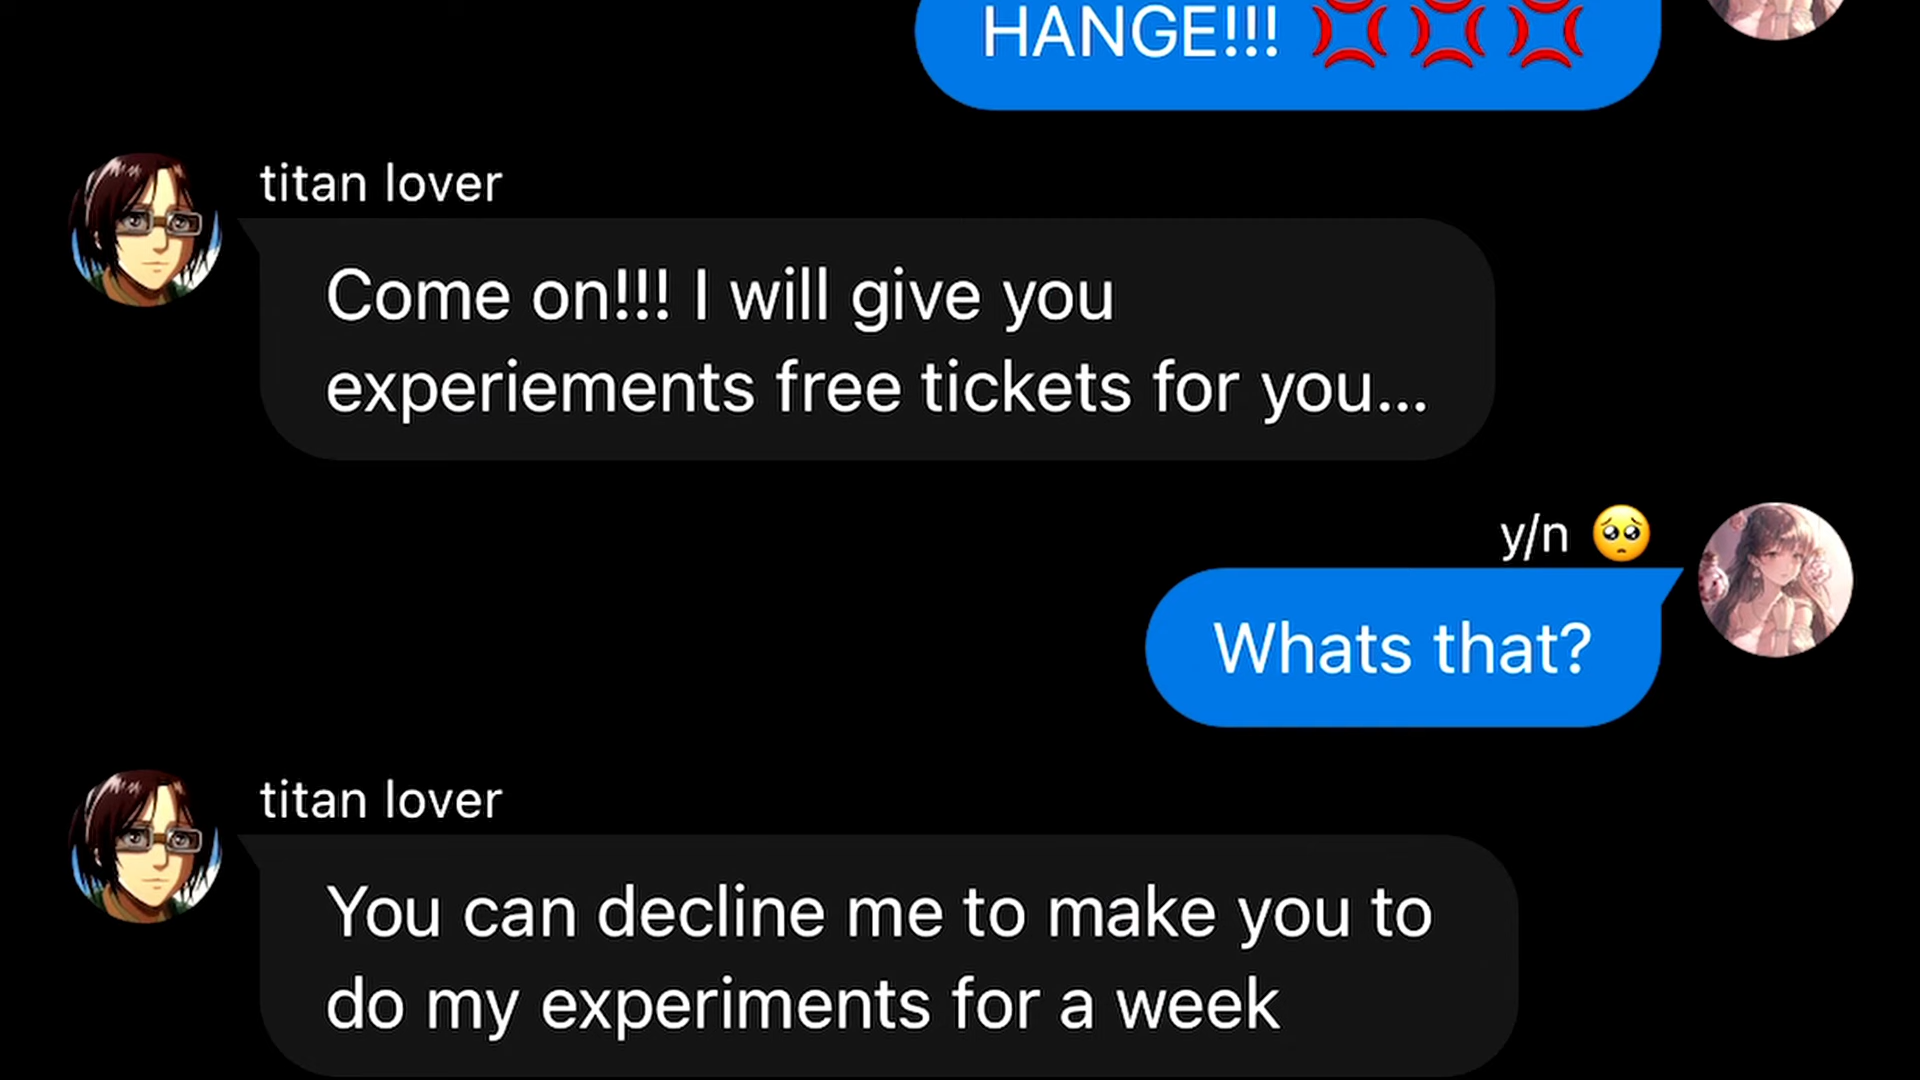 HANGE!!! 💢💢💢
titan lover
Come on!!! I will give you
experiements free tickets for you...
y/n 🥺
Whats that?
titan lover
You can decline me to make you to
do my experiments for a week